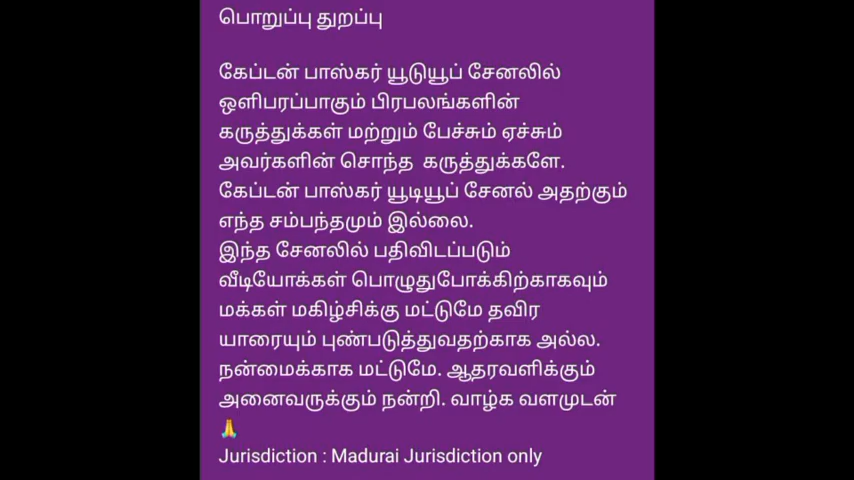 பொறுப்பு துறப்பு
கேப்டன் பாஸ்கர் யூடுயூப் சேனலில்
ஒளிபரப்பாகும் பிரபலங்களின்
கருத்துக்கள் மற்றும் பேச்சும் ஏச்சும்
அவர்களின் சொந்த கருத்துக்களே.
கேப்டன் பாஸ்கர் யூடியூப் சேனல் அதற்கும்
எந்த சம்பந்தமும் இல்லை.
இந்த சேனலில் பதிவிடப்படும்
வீடியோக்கள் பொழுதுபோக்கிற்காகவும்
மக்கள் மகிழ்சிக்கு மட்டுமே தவிர
யாரையும் புண்படுத்துவதற்காக அல்ல.
நன்மைக்காக மட்டுமே. ஆதரவளிக்கும்
அனைவருக்கும் நன்றி. வாழ்க வளமுடன்
🙏
Jurisdiction : Madurai Jurisdiction only